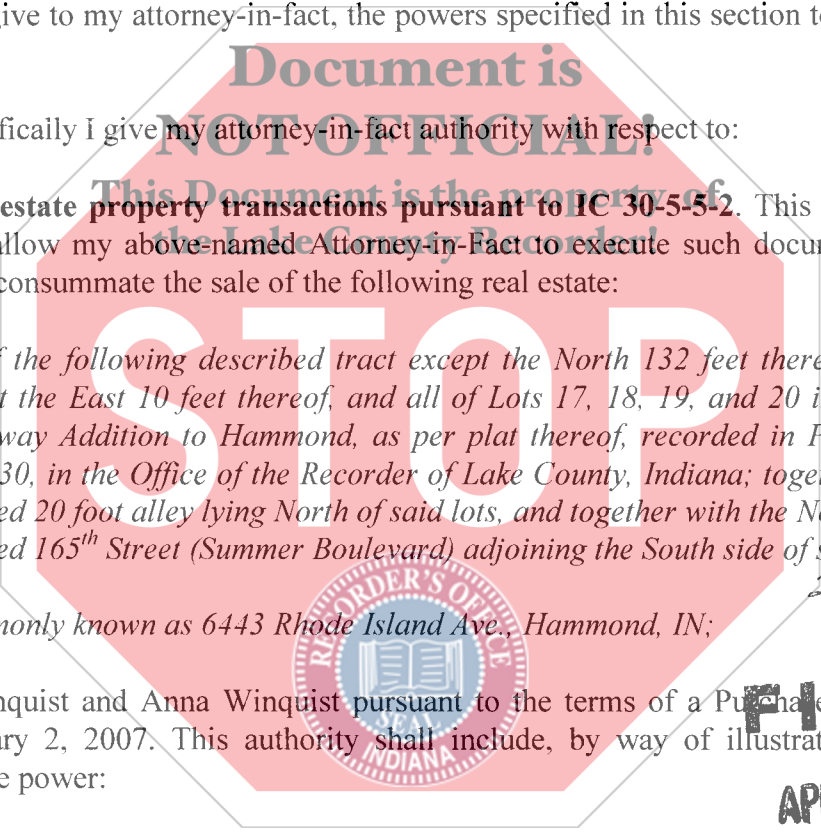 give to my attorney-in-fact, the powers specified in this section to
Document is
fically I give my attorney-in-fact authority with respect to:
NOT OFFICIAL!
estate property transactions pursuant to IC 30-5-5-2. This
This Document is the property of
allow my above-named Attorney-in-Fact to execute such docu
the Lake County Recorder!
consummate the sale of the following real estate:
f the following described tract except the North 132 feet there
t the East 10 feet thereof, and all of Lots 17, 18, 19, and 20 i
way Addition to Hammond, as per plat thereof, recorded in P
30, in the Office of the Recorder of Lake County, Indiana; toge
STOP
ed 20 foot alley lying North of said lots, and together with the N
ed 165th Street (Summer Boulevard) adjoining the South side of s
2
monly known as 6443 Rhode Island Ave., Hammond, IN;
RECORDER'S OFFICE
SEAL
INDIANA
nquist and Anna Winquist pursuant to the terms of a Purchase
FI
ary 2, 2007. This authority shall include, by way of illustrat
e power:
AP